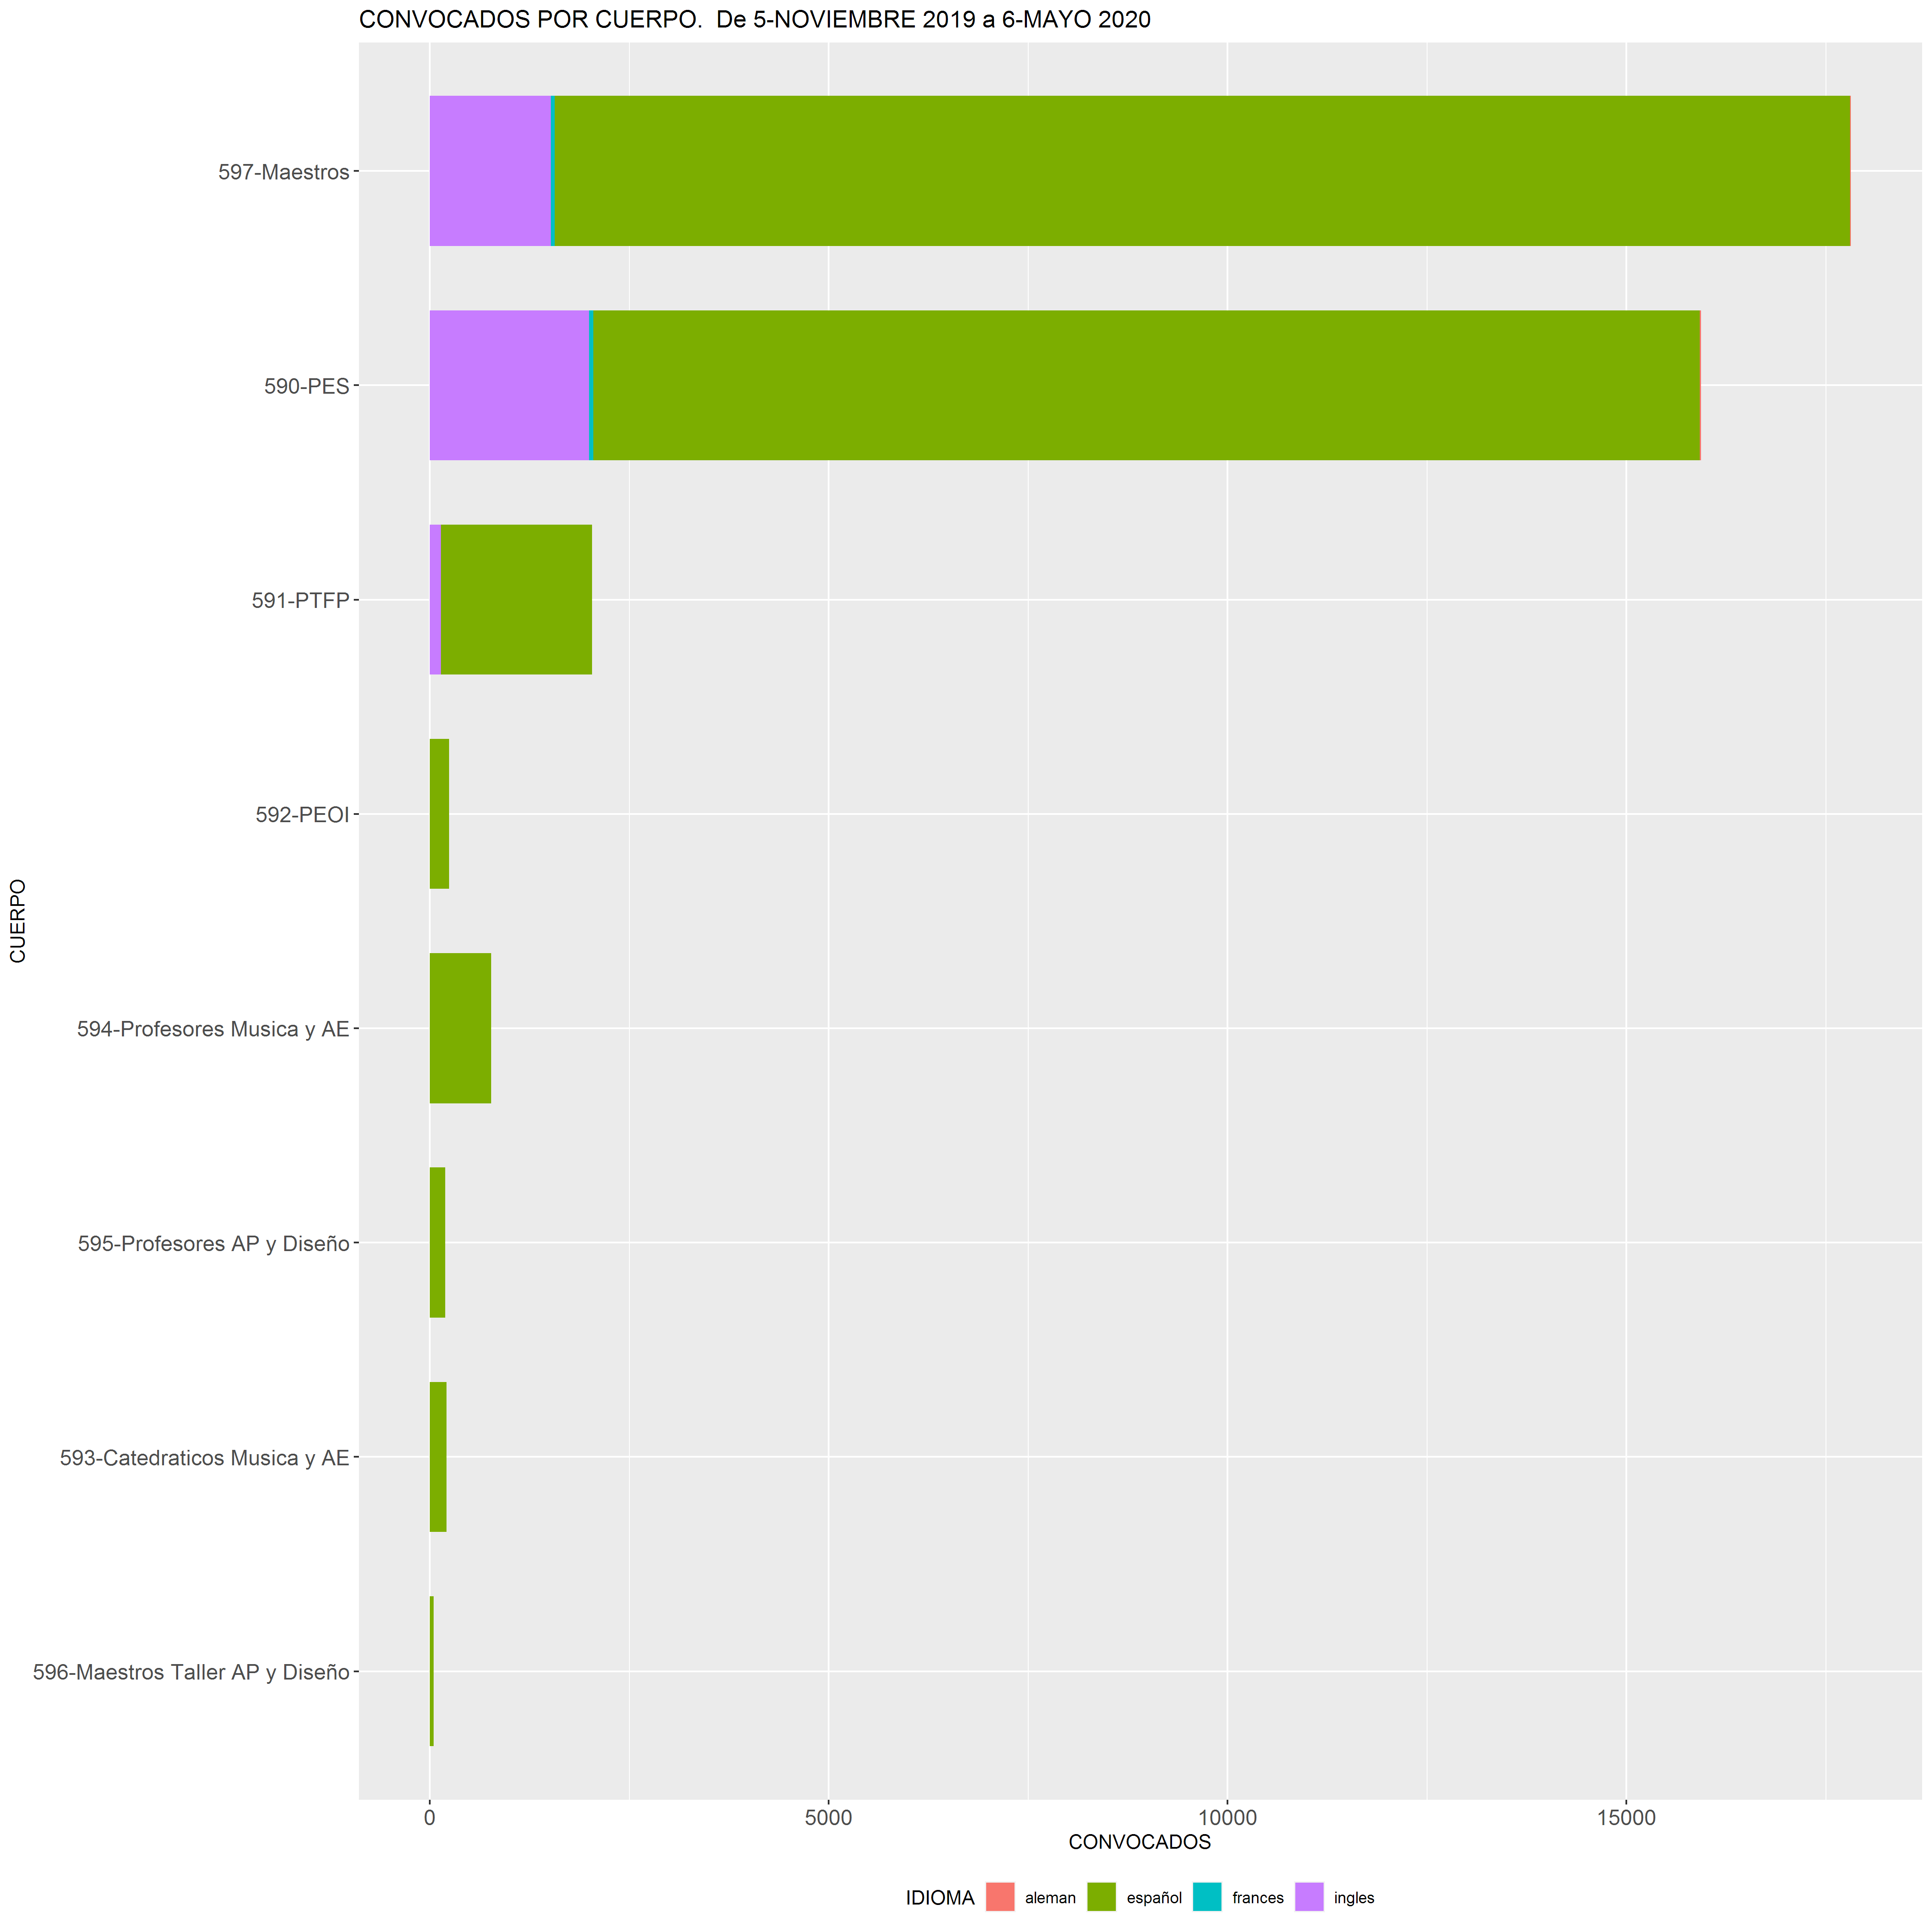 CONVOCADOS POR CUERPO.  De 5-NOVIEMBRE 2019 a 6-MAYO 2020
CUERPO
597-Maestros
590-PES
591-PTFP
592-PEOI
594-Profesores Musica y AE
595-Profesores AP y Diseño
593-Catedraticos Musica y AE
596-Maestros Taller AP y Diseño
0 5000 10000 15000
CONVOCADOS
IDIOMA aleman español frances ingles